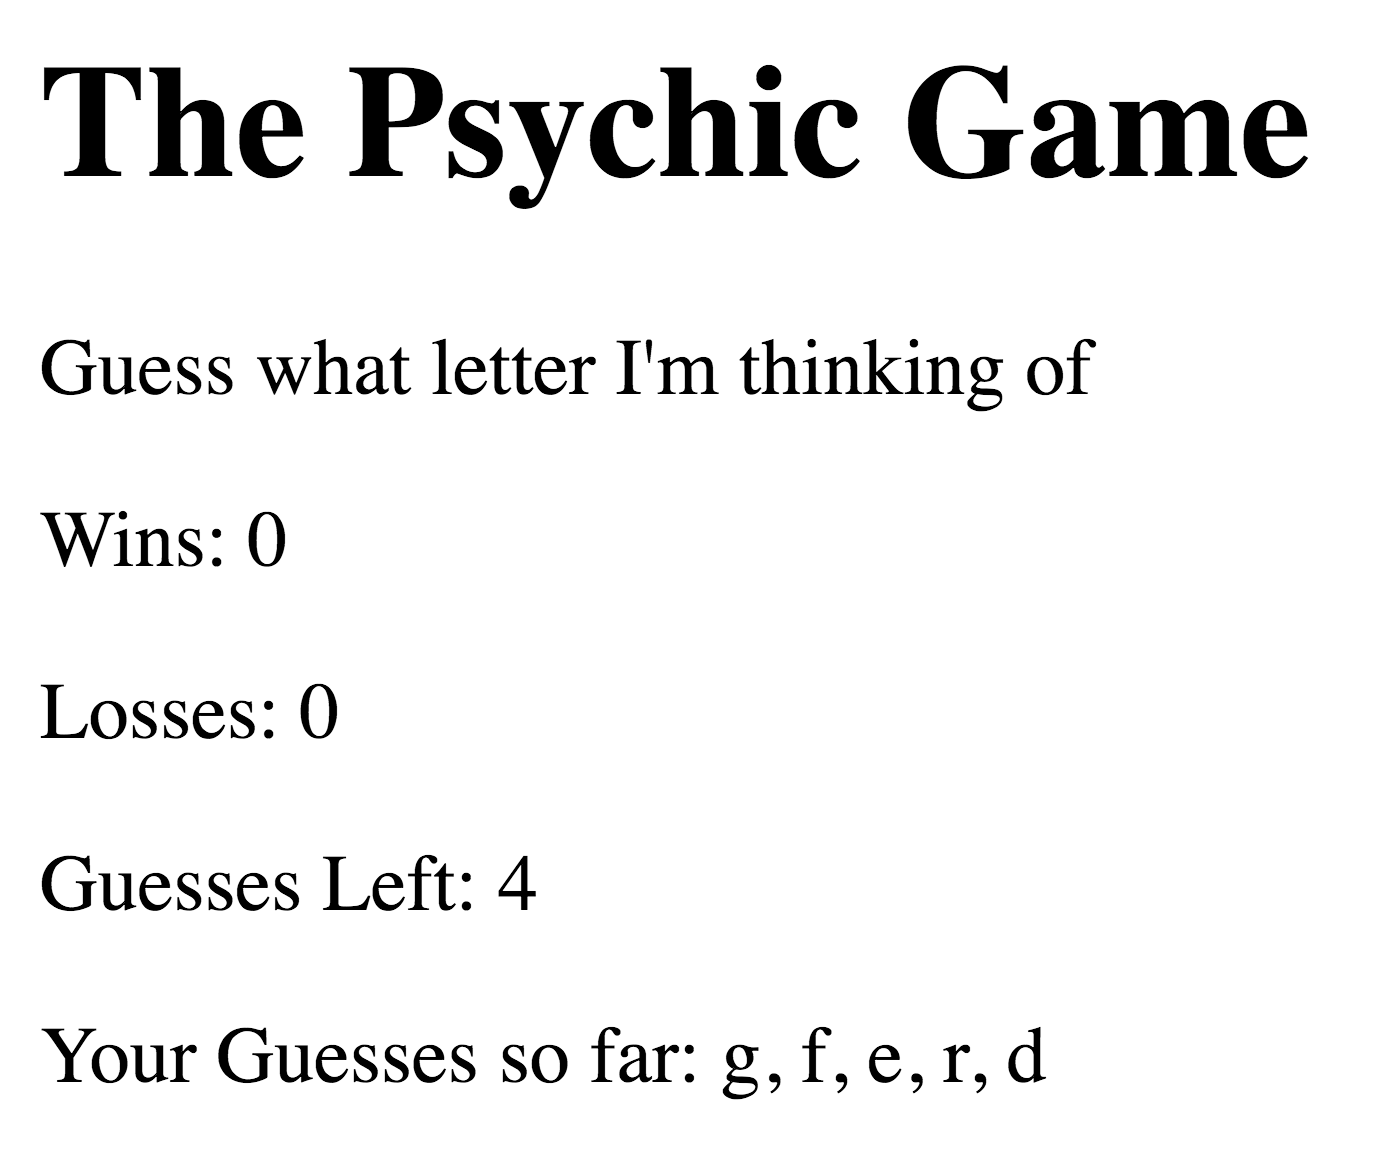 The Psychic Game
Guess what letter I'm thinking of
Wins: 0
Losses: 0
Guesses Left: 4
Your Guesses so far: g, f, e, r, d